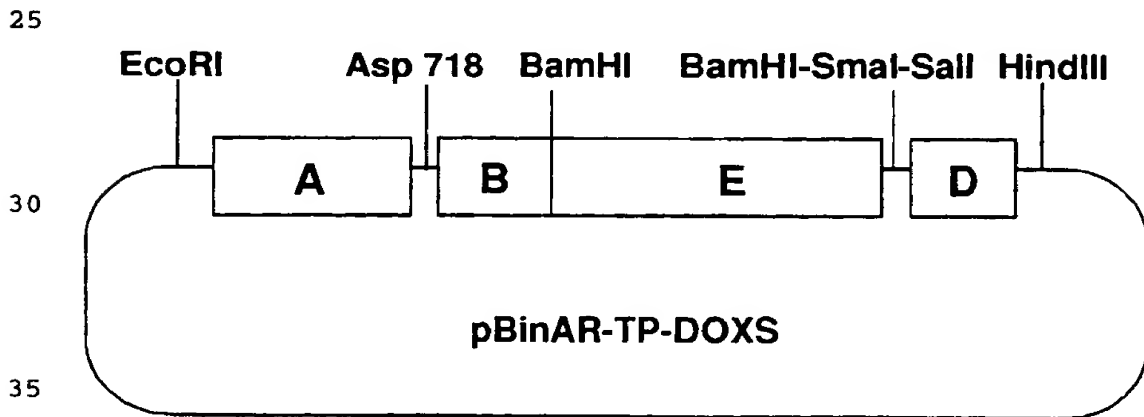 25
EcoRI Asp 718 BamHI BamHI-SmaI-SalI HindIII
A B E D
30
pBinAR-TP-DOXS
35